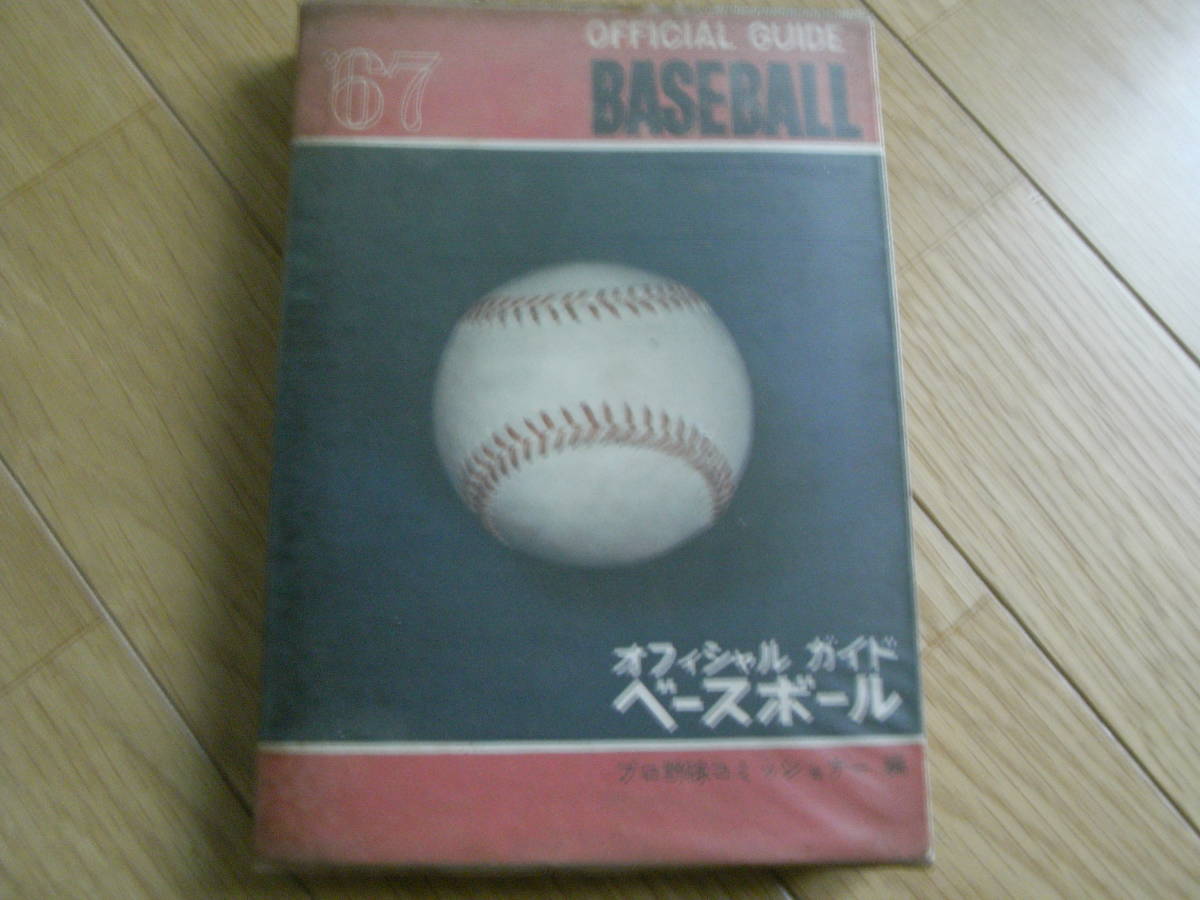 '67
OFFICIAL GUIDE
BASEBALL
オフィシャル ガイド
ベースボール
プロ野球コミッショナー 編